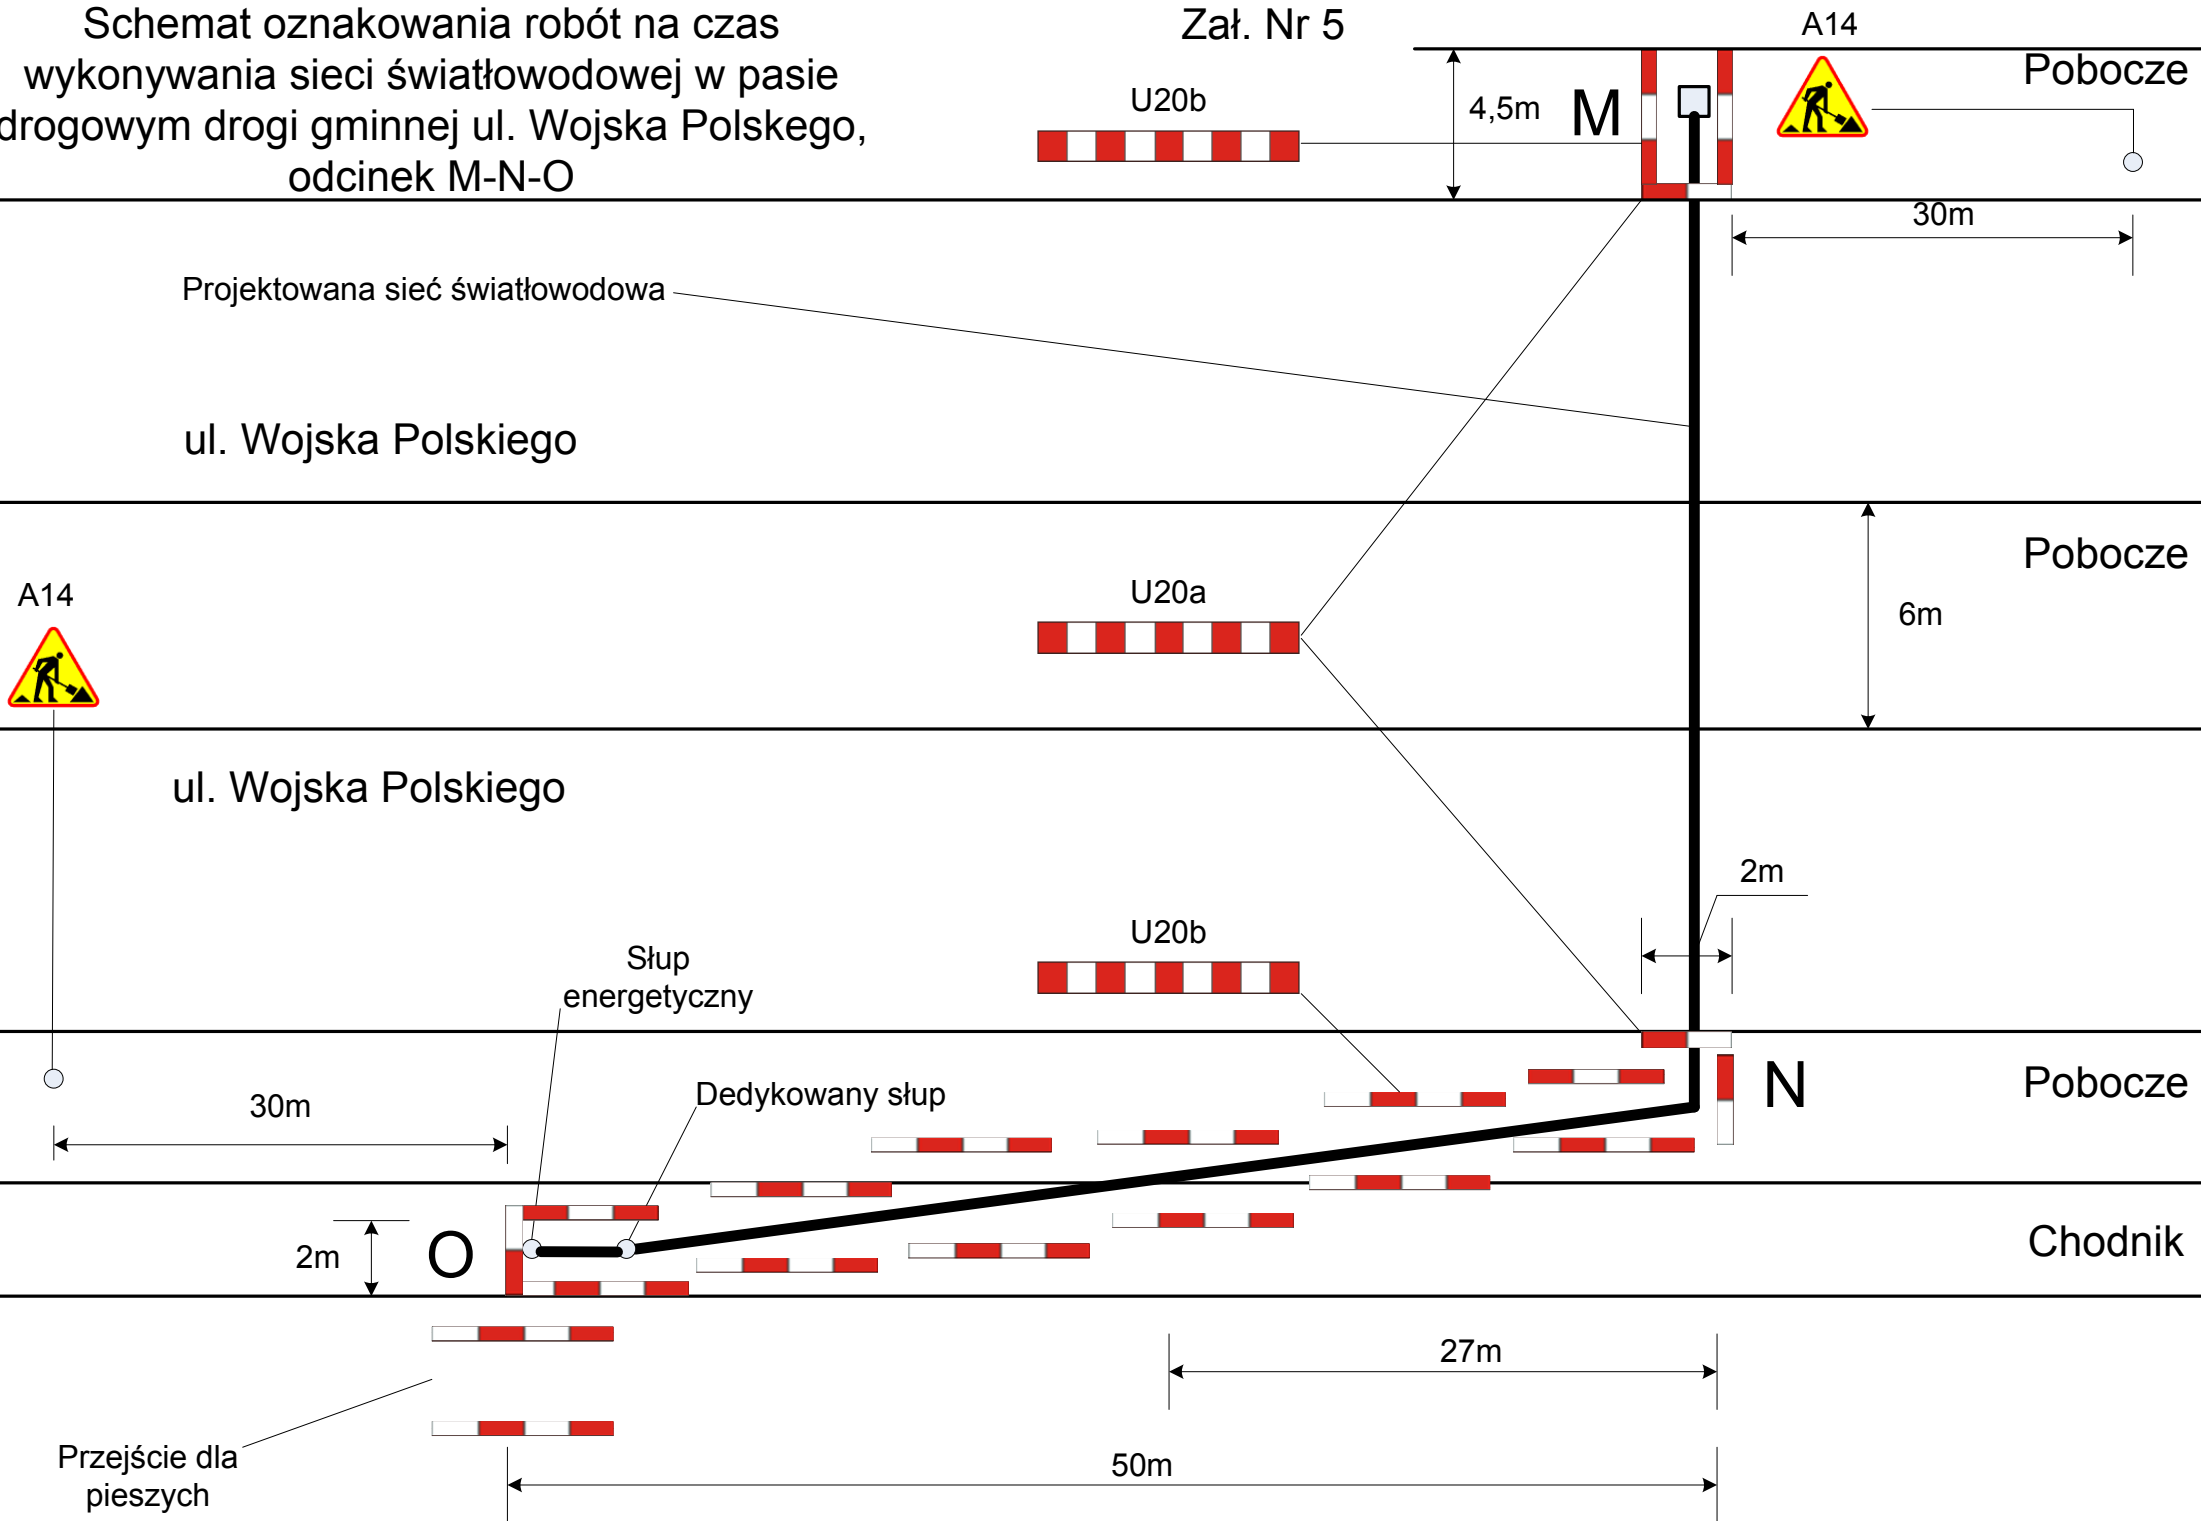 Schemat oznakowania robót na czas
wykonywania sieci światłowodowej w pasie
drogowym drogi gminnej ul. Wojska Polskego,
odcinek M-N-O
Zał. Nr 5
A14
Pobocze
U20b
4,5m
M
30m
Projektowana sieć światłowodowa
ul. Wojska Polskiego
Pobocze
A14
U20a
6m
ul. Wojska Polskiego
2m
U20b
Słup
energetyczny
Dedykowany słup
N
Pobocze
30m
2m
O
Chodnik
27m
Przejście dla
pieszych
50m